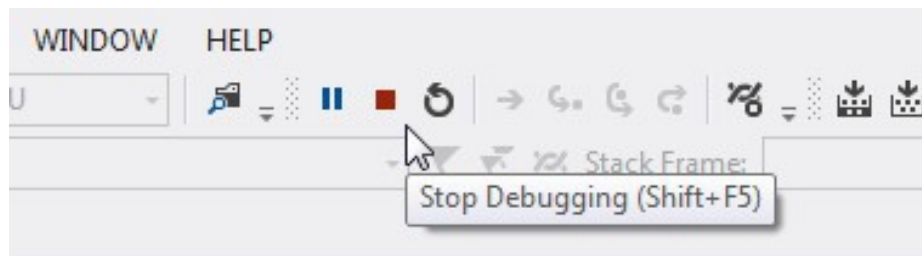 WINDOW HELP
U
Stack Frame:
Stop Debugging (Shift+F5)